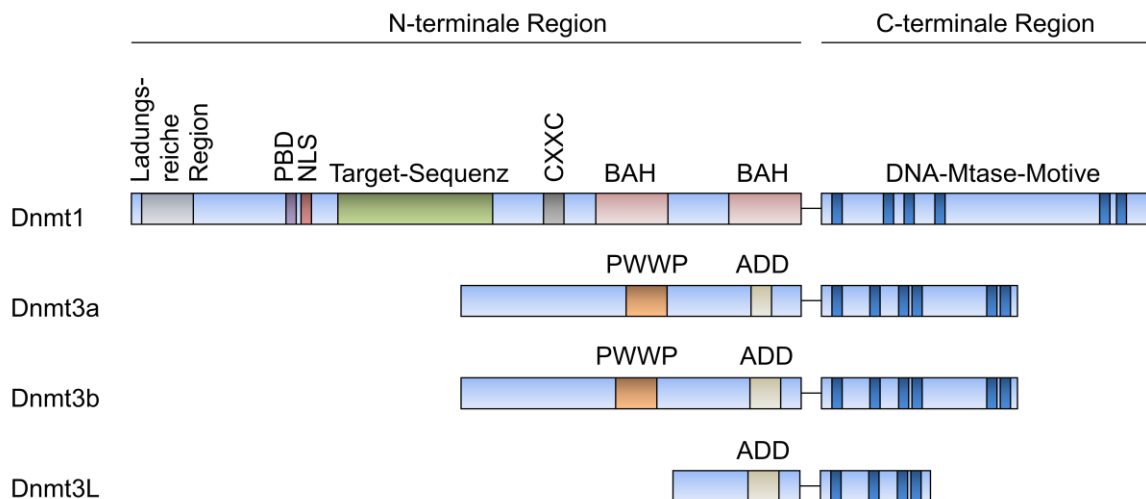 N-terminale Region
C-terminale Region
Ladungs-
reiche
Region
PBD
NLS
Target-Sequenz
CXXC
BAH
BAH
DNA-Mtase-Motive
Dnmt1
PWWP
ADD
Dnmt3a
PWWP
ADD
Dnmt3b
ADD
Dnmt3L